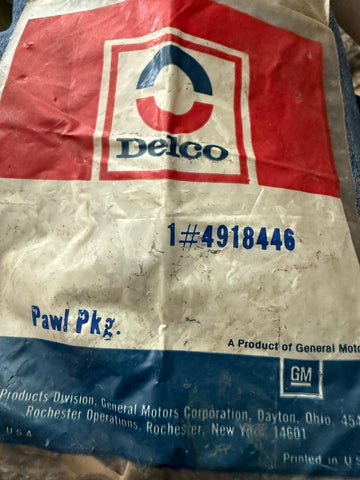 Delco
1#4918446
Pawl Pkg.
A Product of General Moto
GM
Products Division, General Motors Corporation, Dayton, Ohio 454
Rochester Operations, Rochester, New York 14601
U.S.A
Printed in U.S